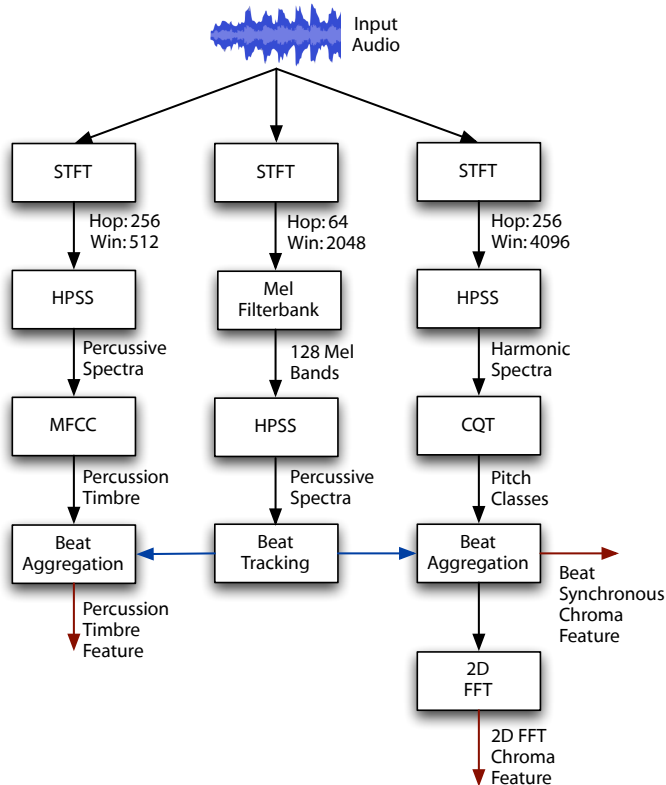 Input
Audio
STFT
STFT
STFT
Hop: 256
Win: 512
Hop: 64
Win: 2048
Hop: 256
Win: 4096
HPSS
Mel
Filterbank
HPSS
Percussive
Spectra
128 Mel
Bands
Harmonic
Spectra
MFCC
HPSS
CQT
Percussion
Timbre
Percussive
Spectra
Pitch
Classes
Beat
Aggregation
Beat
Tracking
Beat
Aggregation
Percussion
Timbre
Feature
Beat
Synchronous
Chroma
Feature
2D
FFT
2D FFT
Chroma
Feature